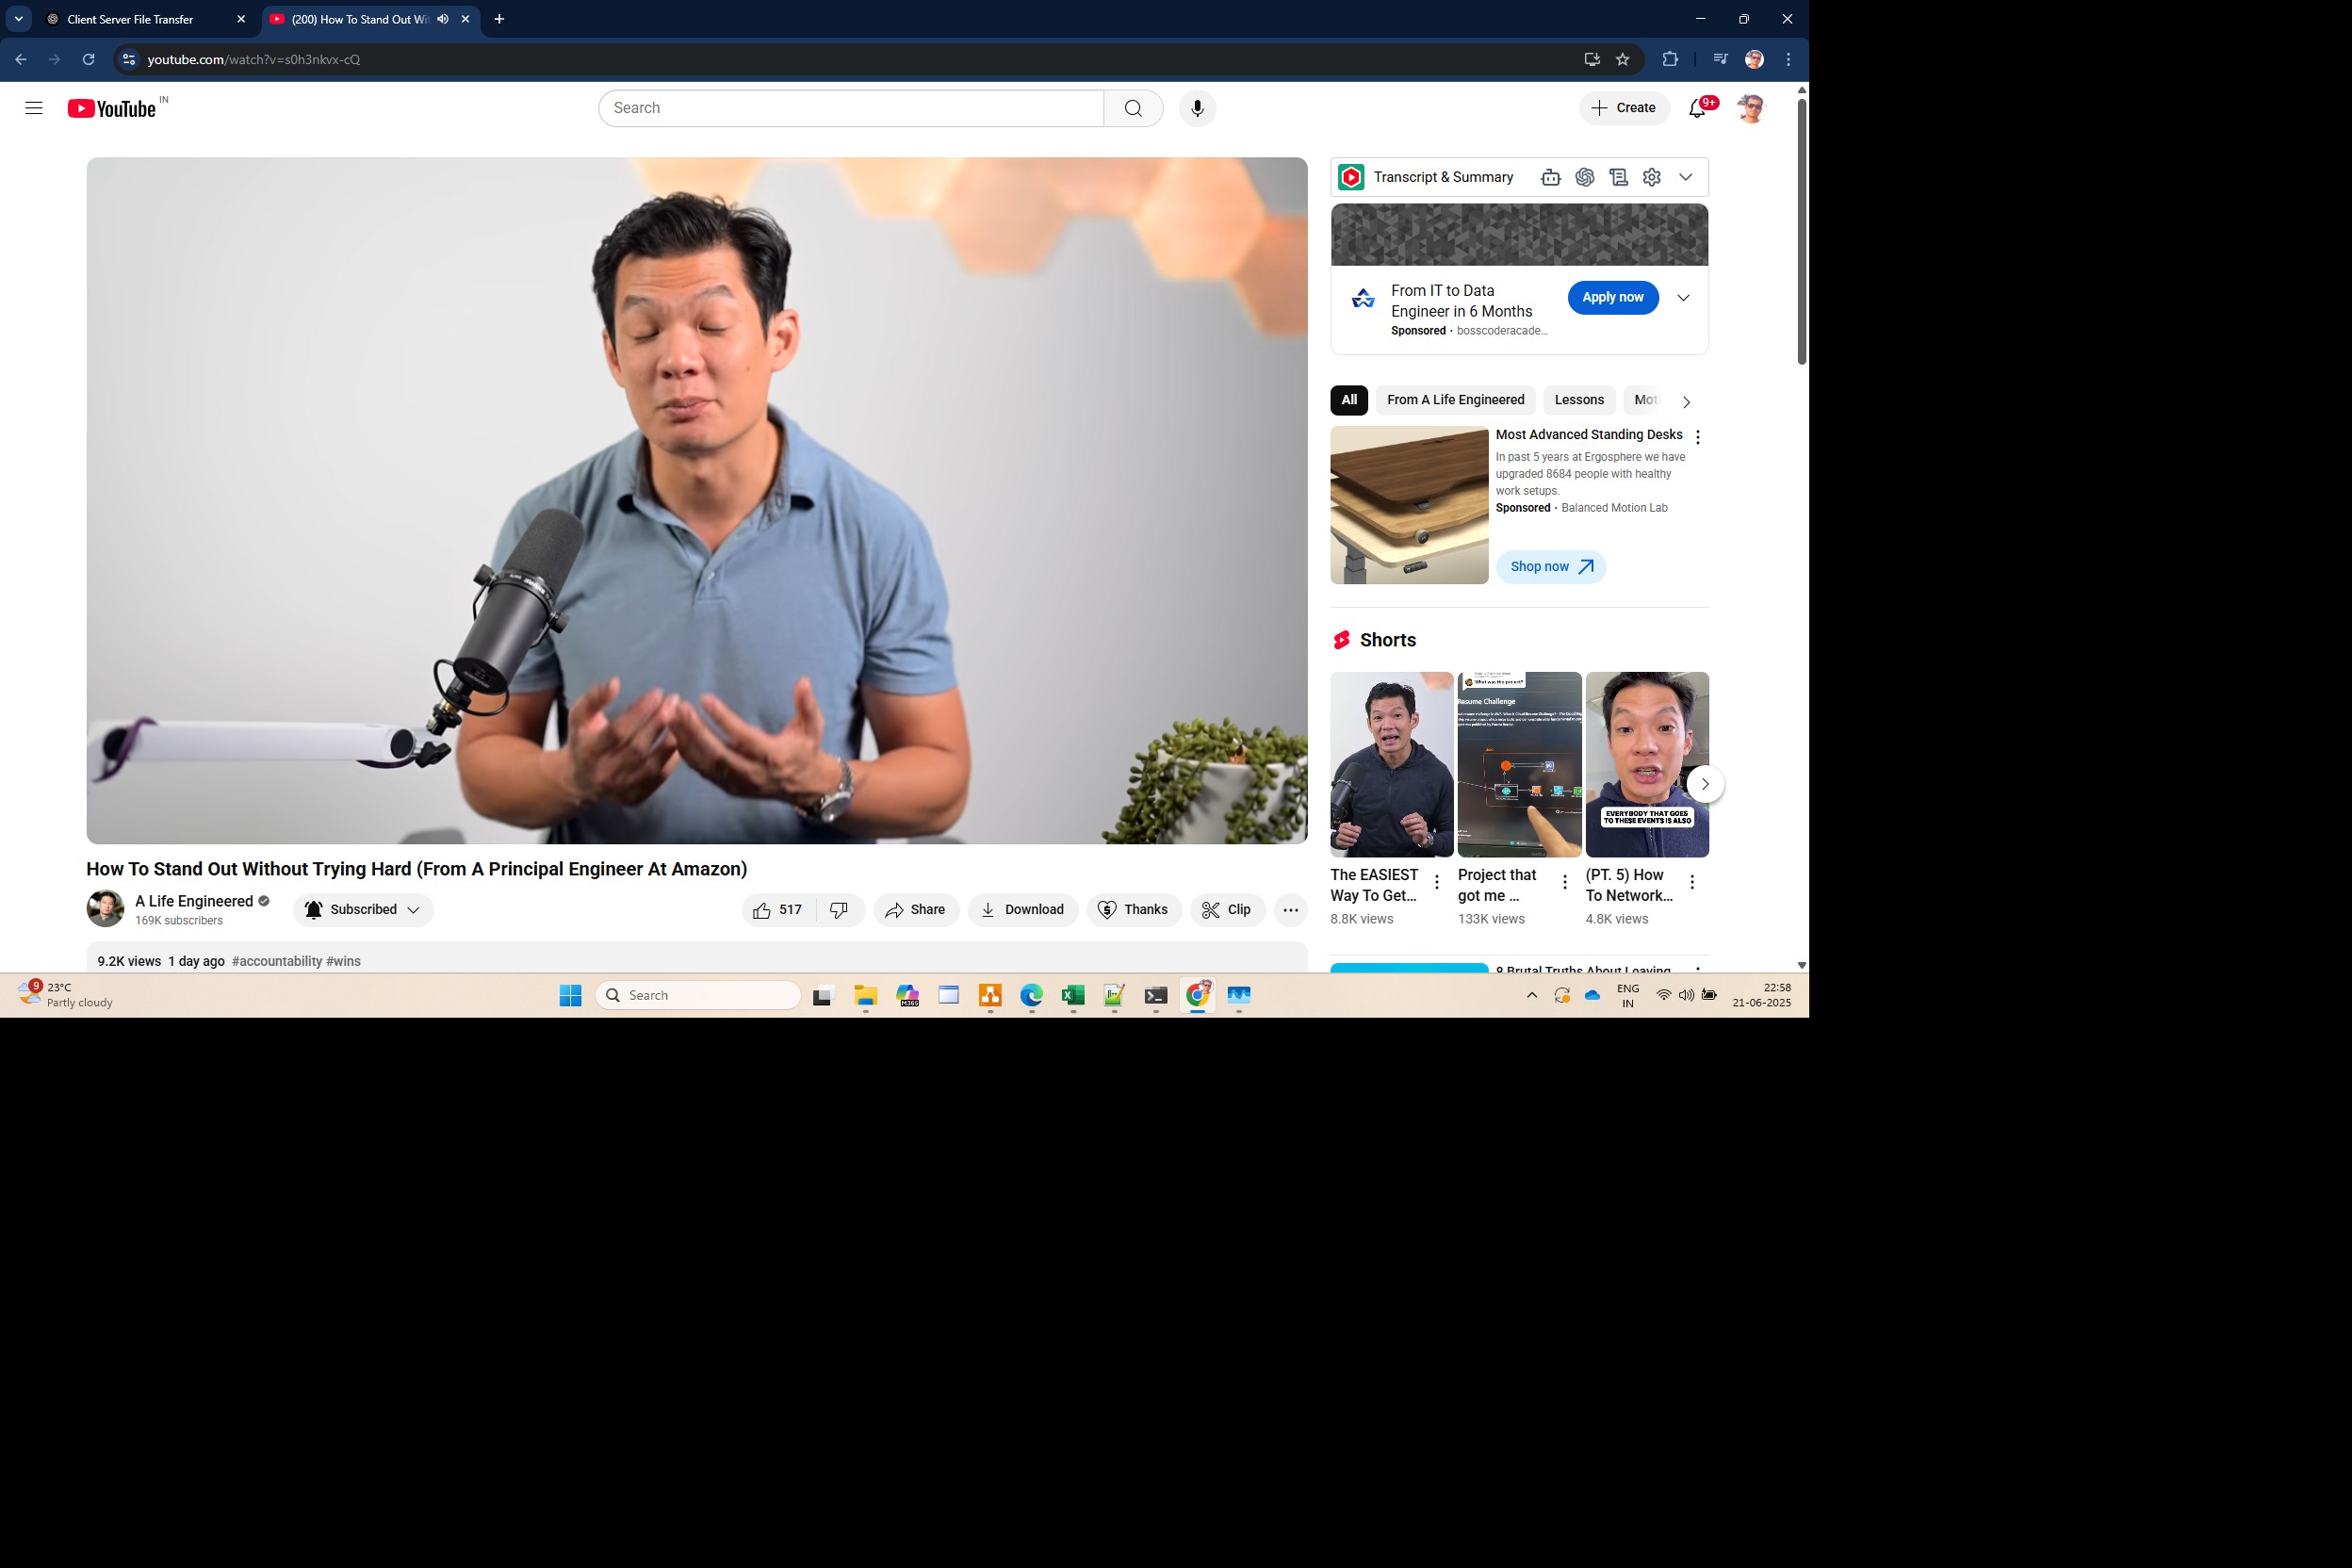 Client Server File Transfer
(200) How To Stand Out Wi
youtube.com/watch?v=s0h3nkvx-cQ
YouTube IN
Search
Create
9+
Transcript & Summary
From IT to Data
Engineer in 6 Months
Sponsored · bosscoderacade...
Apply now
All
From A Life Engineered
Lessons
Mot
Most Advanced Standing Desks
In past 5 years at Ergosphere we have
upgraded 8684 people with healthy
work setups.
Sponsored · Balanced Motion Lab
Shop now
Shorts
What was the project?
Resume Challenge
EVERYBODY THAT GOES
TO THESE EVENTS IS ALSO
The EASIEST
Way To Get...
8.8K views
Project that
got me ...
133K views
(PT. 5) How
To Network...
4.8K views
How To Stand Out Without Trying Hard (From A Principal Engineer At Amazon)
A Life Engineered
169K subscribers
Subscribed
517
Share
Download
Thanks
Clip
9.2K views 1 day ago #accountability #wins
8 Brutal Truths About Leaving
9
23°C
Partly cloudy
Search
M365
ENG
IN
22:58
21-06-2025